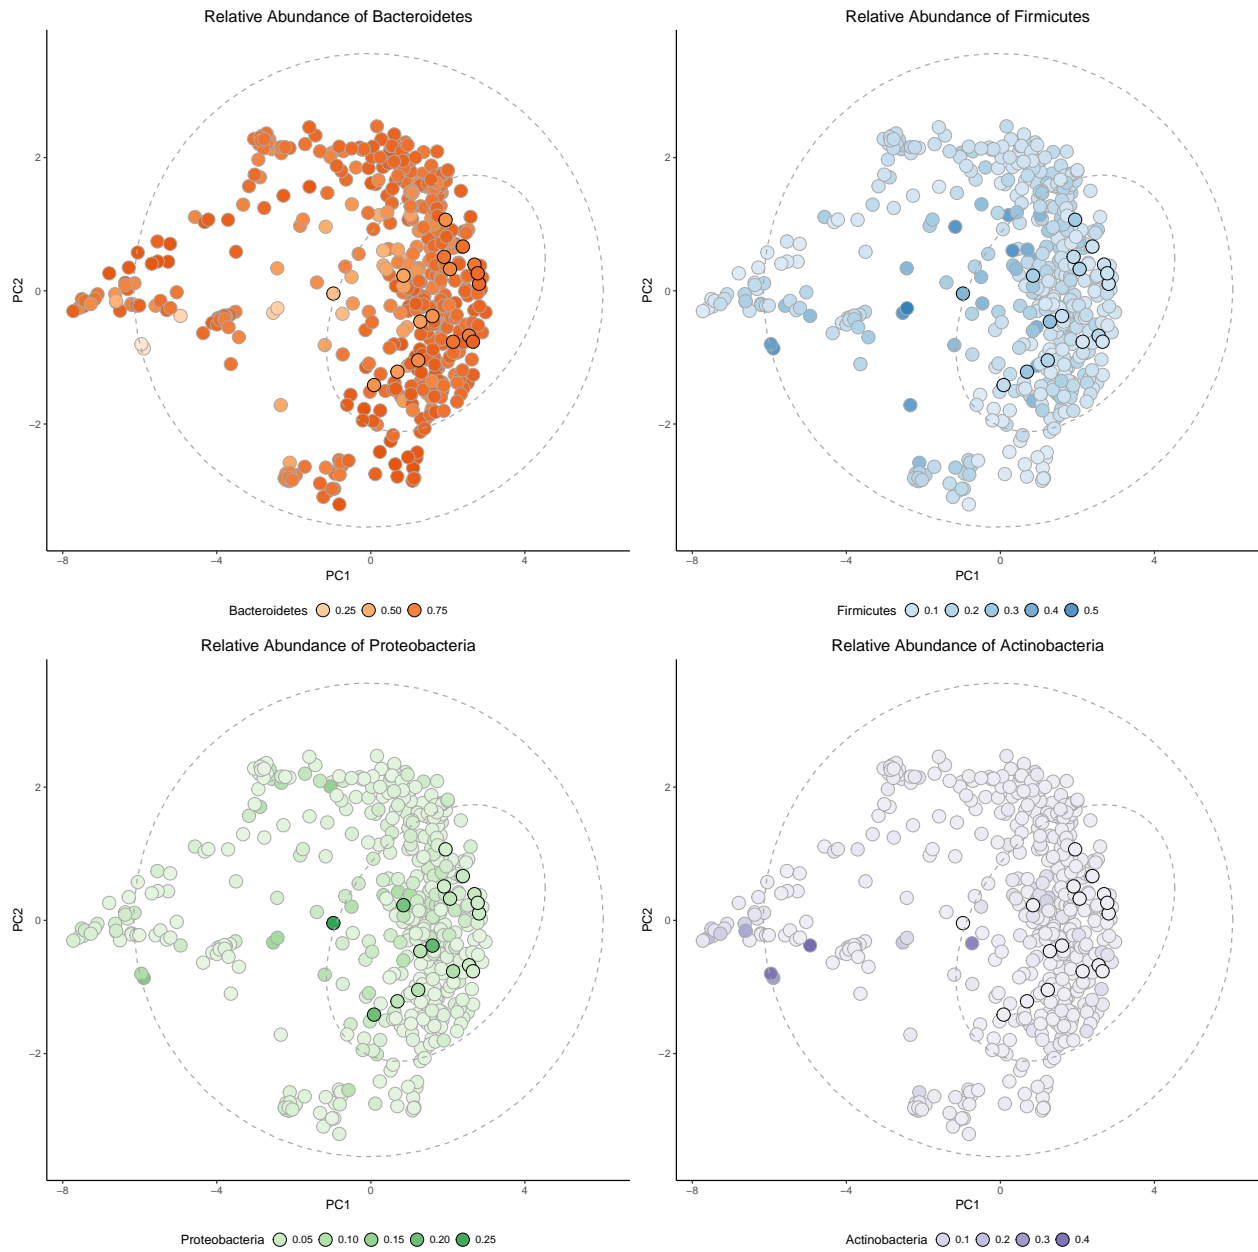 Relative Abundance of Bacteroidetes
PC2
2
0
−2
−8
−4
0
4
PC1
Bacteroidetes 0.25 0.50 0.75
Relative Abundance of Firmicutes
PC2
2
0
−2
−8
−4
0
4
PC1
Firmicutes 0.1 0.2 0.3 0.4 0.5
Relative Abundance of Proteobacteria
PC2
2
0
−2
−8
−4
0
4
PC1
Proteobacteria 0.05 0.10 0.15 0.20 0.25
Relative Abundance of Actinobacteria
PC2
2
0
−2
−8
−4
0
4
PC1
Actinobacteria 0.1 0.2 0.3 0.4